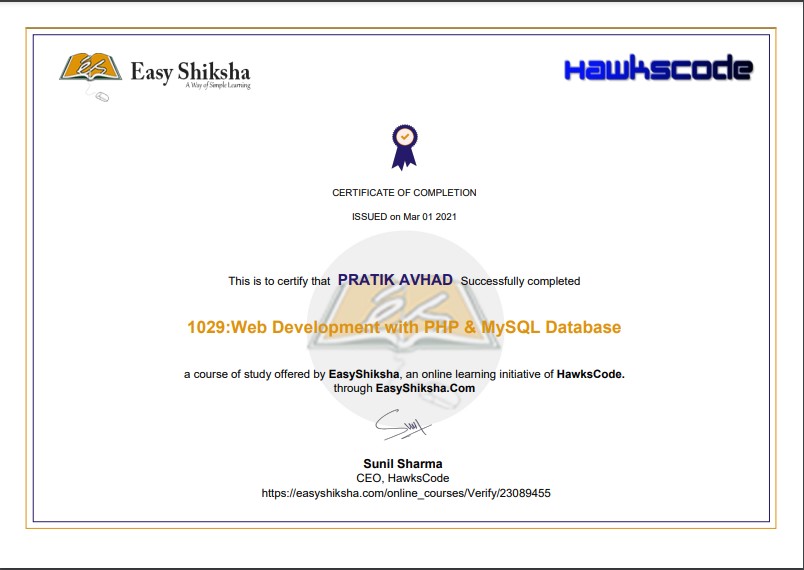 Easy Shiksha
A Way of Simple Learning
Hawkscode
CERTIFICATE OF COMPLETION
ISSUED on Mar 01 2021
This is to certify that PRATIK AVHAD Successfully completed
1029:Web Development with PHP & MySQL Database
a course of study offered by EasyShiksha, an online learning initiative of HawksCode.
through EasyShiksha.Com
Sunil Sharma
CEO, HawksCode
https://easyshiksha.com/online_courses/Verify/23089455